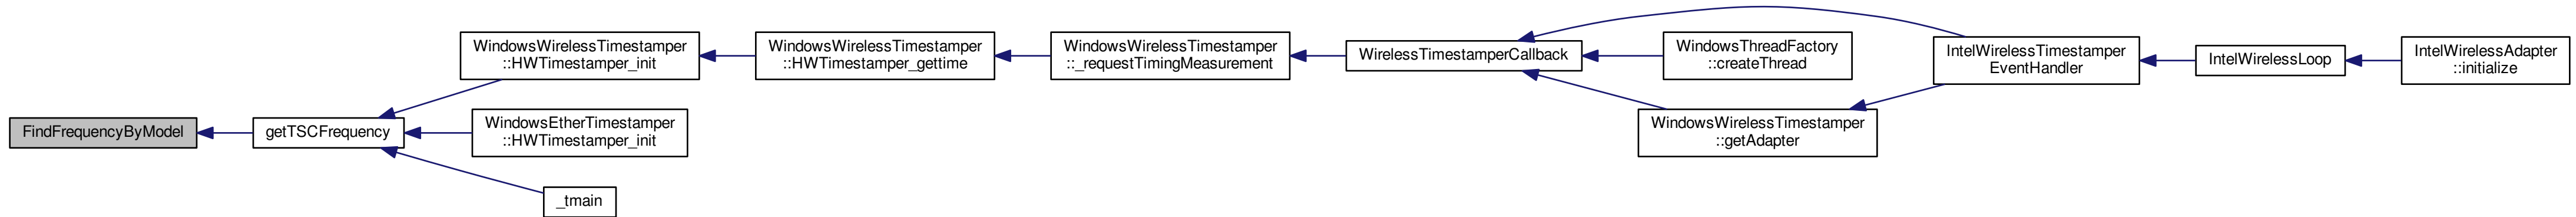 FindFrequencyByModel
getTSCFrequency
WindowsWirelessTimestamper
::HWTimestamper_init
WindowsEtherTimestamper
::HWTimestamper_init
_tmain
WindowsWirelessTimestamper
::HWTimestamper_gettime
WindowsWirelessTimestamper
::_requestTimingMeasurement
WirelessTimestamperCallback
WindowsThreadFactory
::createThread
WindowsWirelessTimestamper
::getAdapter
IntelWirelessTimestamper
EventHandler
IntelWirelessLoop
IntelWirelessAdapter
::initialize